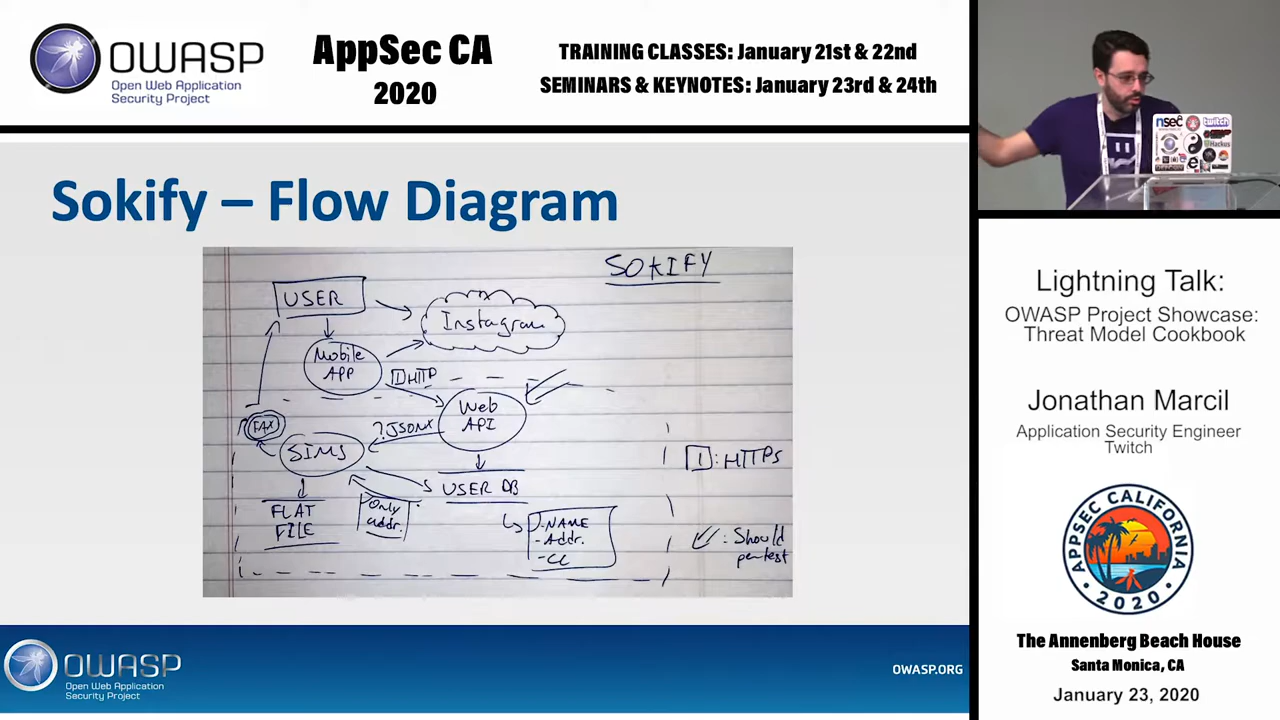 OWASP
Open Web Application
Security Project
AppSec CA
2020
TRAINING CLASSES: January 21st & 22nd
SEMINARS & KEYNOTES: January 23rd & 24th
Sokify – Flow Diagram
SOKIFY
USER
Instagram
Mobile
APP
1 HTTP
Web
API
FAX
? JSONX
SIMS
1 : HTTPS
USER DB
FLAT
FILE
Only
addr.
- NAME
- Addr.
- CC
: Should
pentest
OWASP
Open Web Application
Security Project
OWASP.ORG
nsec
twitch
Hackus
Lightning Talk:
OWASP Project Showcase:
Threat Model Cookbook
Jonathan Marcil
Application Security Engineer
Twitch
APPSEC CALIFORNIA
2020
The Annenberg Beach House
Santa Monica, CA
January 23, 2020